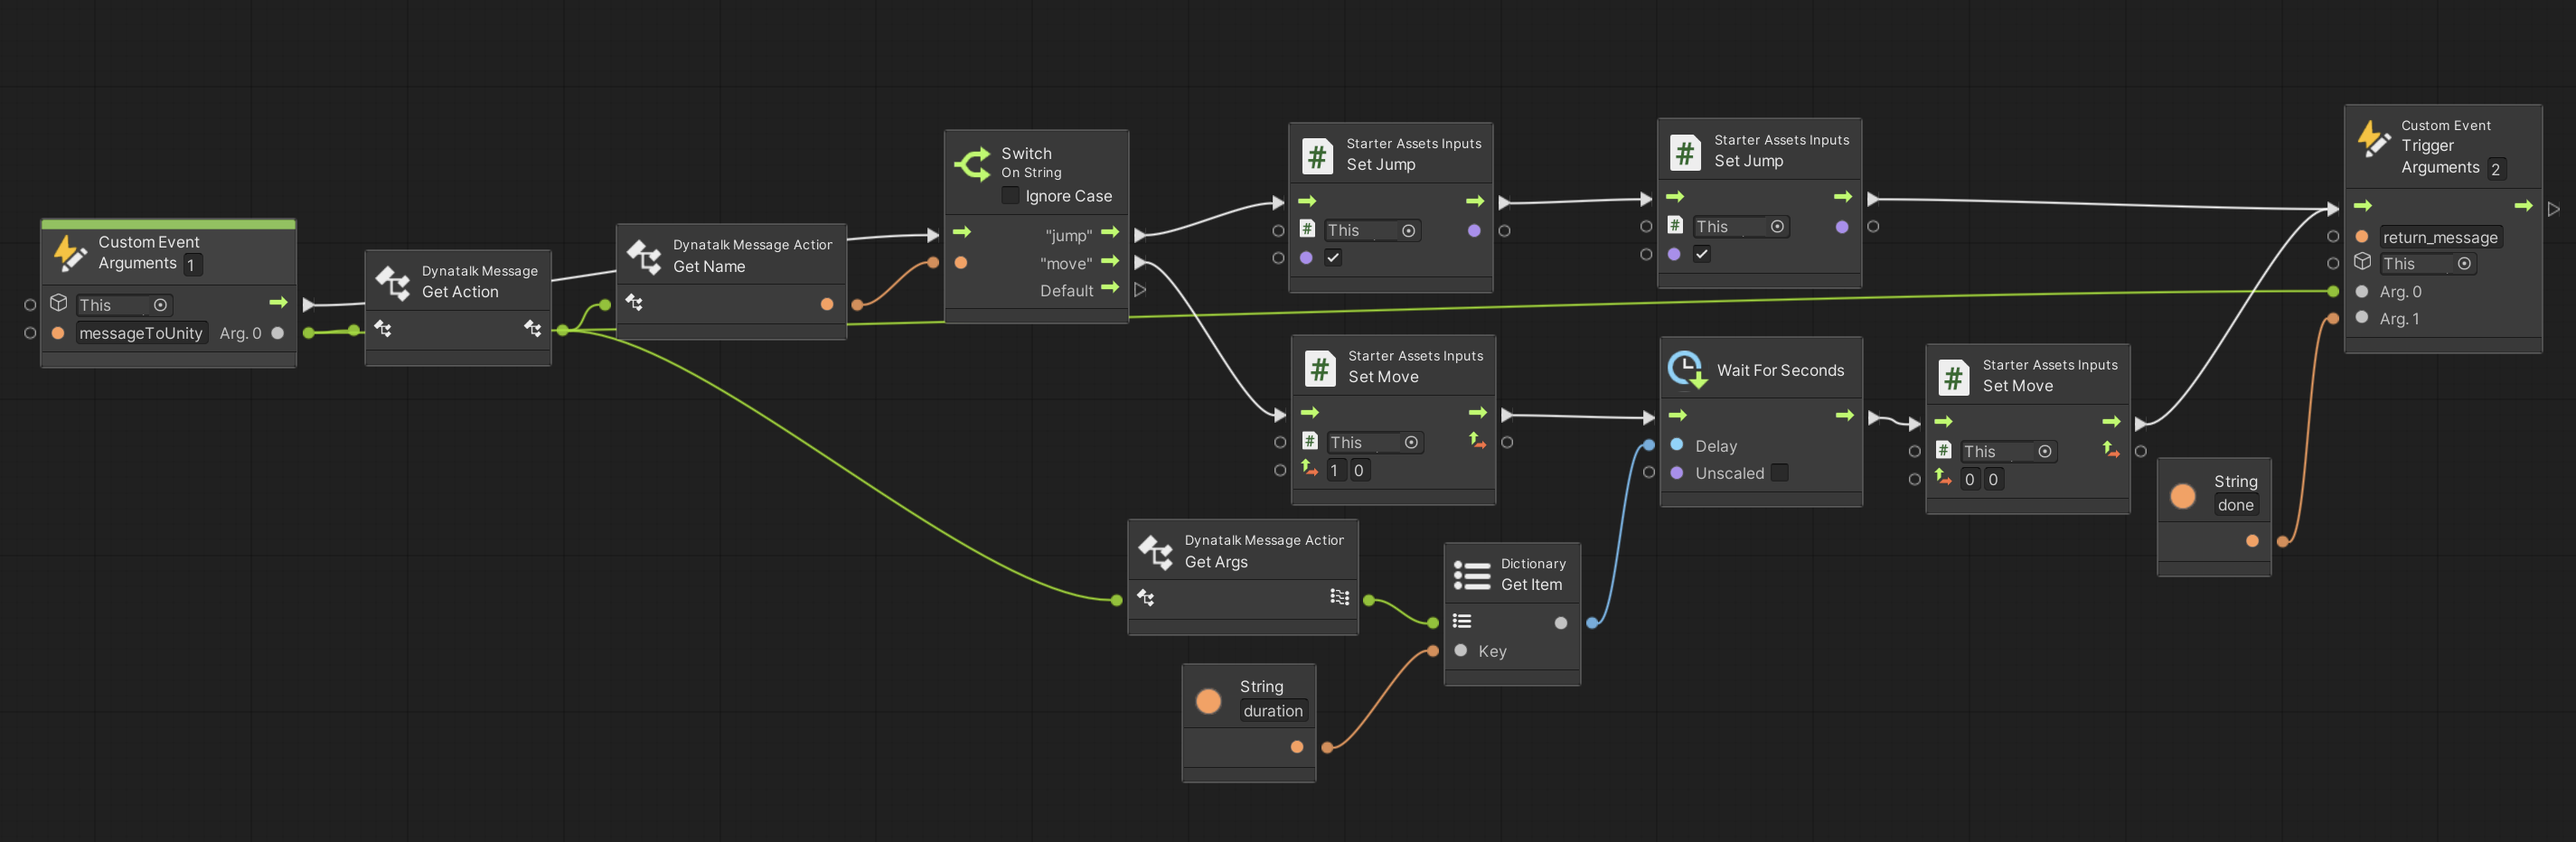 Custom Event
Arguments 1
This
messageToUnity Arg. 0
Dynatalk Message
Get Action
Dynatalk Message Action
Get Name
Switch
On String
Ignore Case
"jump"
"move"
Default
Starter Assets Inputs
Set Jump
This
Starter Assets Inputs
Set Jump
This
Custom Event
Trigger
Arguments 2
return_message
This
Arg. 0
Arg. 1
Starter Assets Inputs
Set Move
This
1 0
Wait For Seconds
Delay
Unscaled
Starter Assets Inputs
Set Move
This
0 0
String
done
Dynatalk Message Action
Get Args
Dictionary
Get Item
Key
String
duration